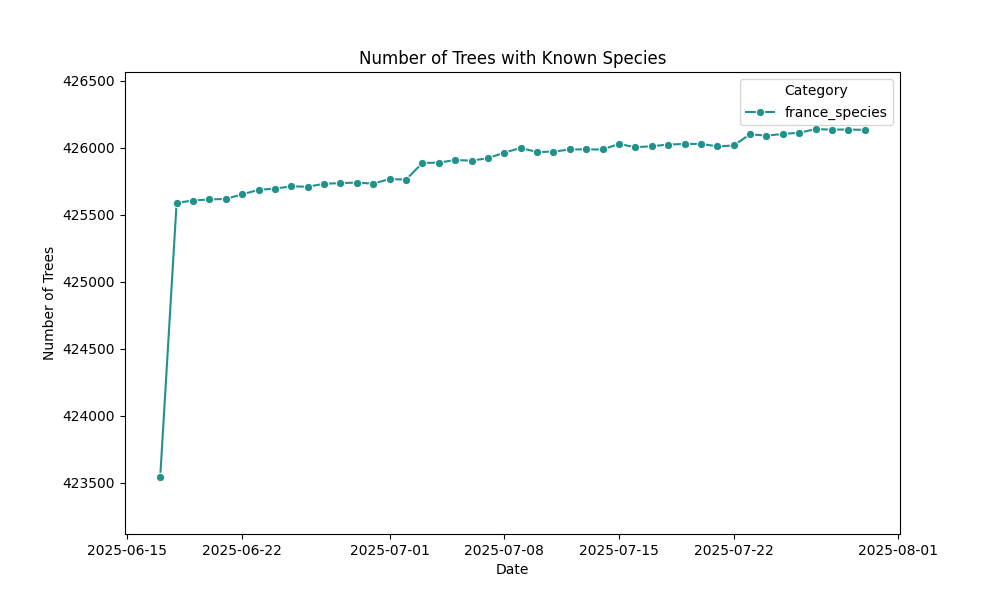 Number of Trees with Known Species
Category
france_species
426500
426000
425500
425000
424500
424000
423500
Number of Trees
2025-06-15
2025-06-22
2025-07-01
2025-07-08
2025-07-15
2025-07-22
2025-08-01
Date